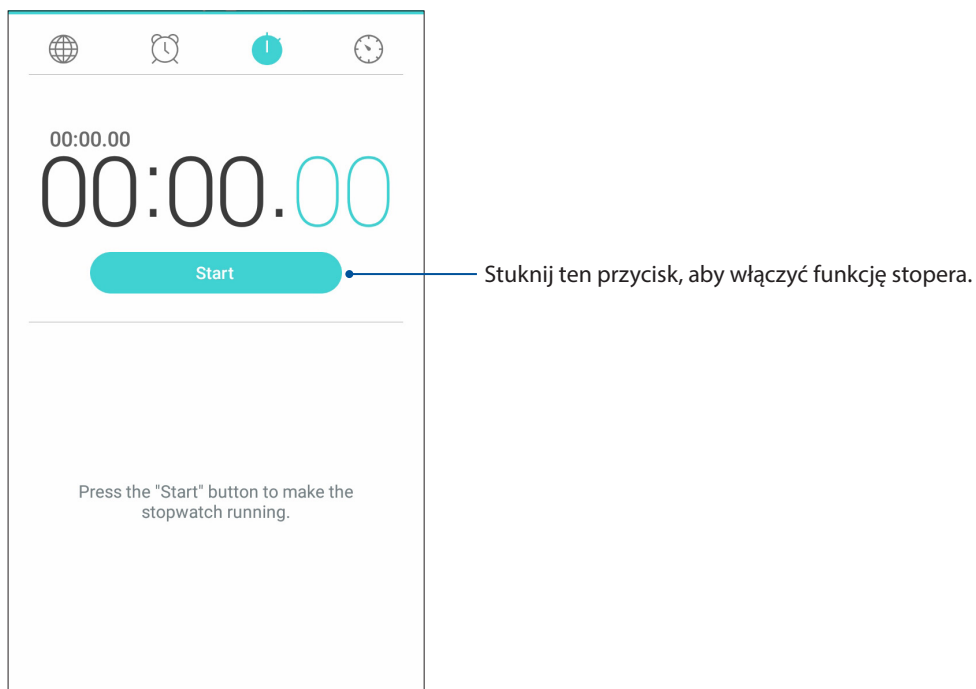 00:00.00
00:00.00
Start
Stuknij ten przycisk, aby włączyć funkcję stopera.
Press the "Start" button to make the
stopwatch running.